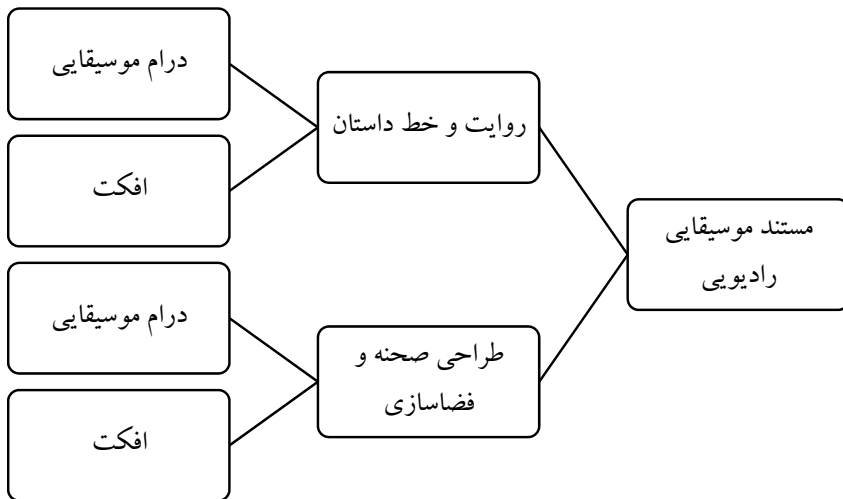 مستند موسیقایی
رادیویی
روایت و خط داستان
درام موسیقایی
افکت
طراحی صحنه و
فضاسازی
درام موسیقایی
افکت